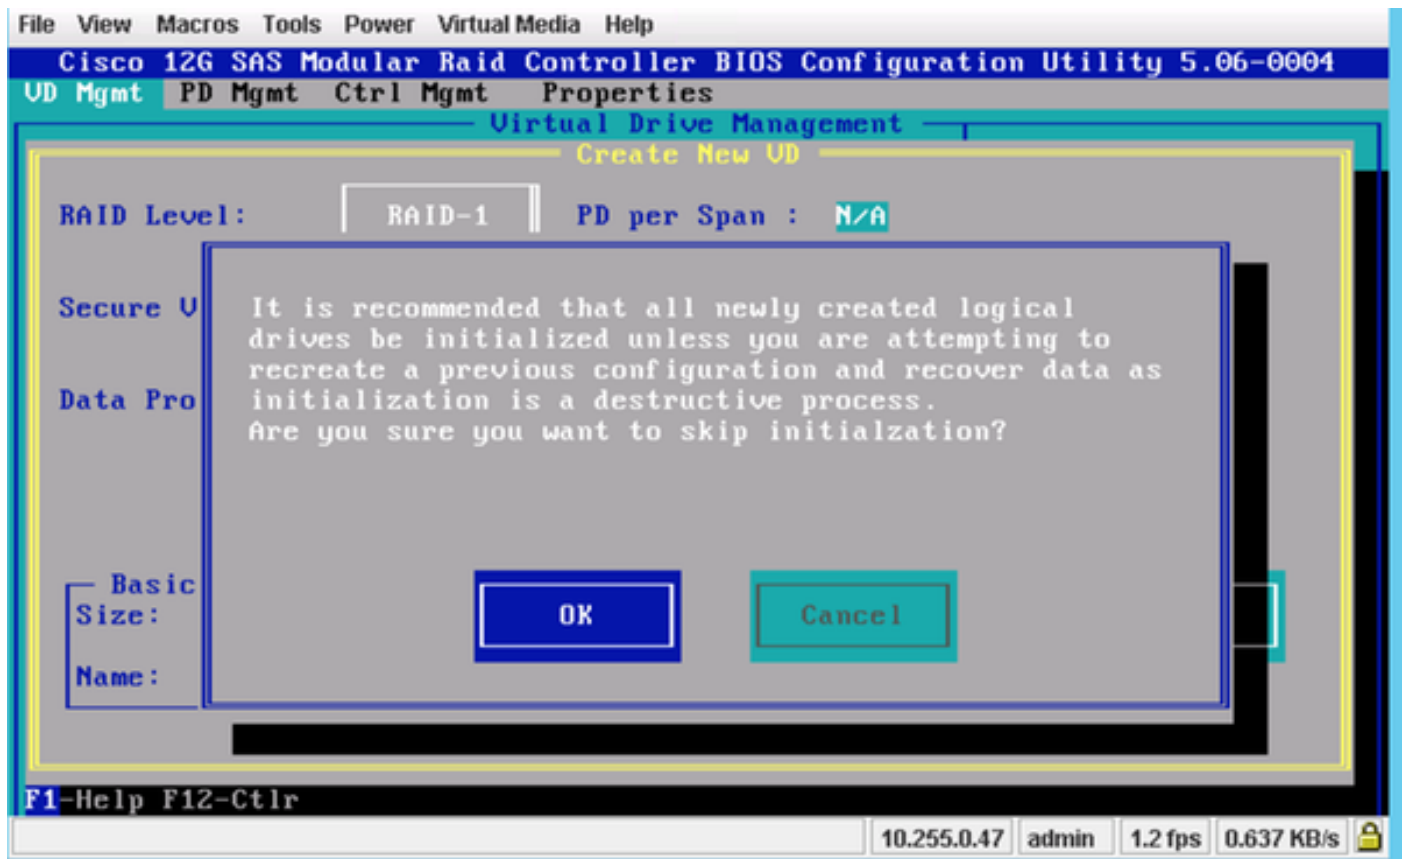 File View Macros Tools Power Virtual Media Help
Cisco 12G SAS Modular Raid Controller BIOS Configuration Utility 5.06-0004
VD Mgmt PD Mgmt Ctrl Mgmt Properties
Virtual Drive Management
Create New VD
RAID Level: RAID-1 PD per Span : N/A
Secure V
Data Pro
It is recommended that all newly created logical
drives be initialized unless you are attempting to
recreate a previous configuration and recover data as
initialization is a destructive process.
Are you sure you want to skip initialzation?
Basic
Size:
Name:
OK Cancel
F1-Help F12-Ctlr
10.255.0.47 admin 1.2 fps 0.637 KB/s